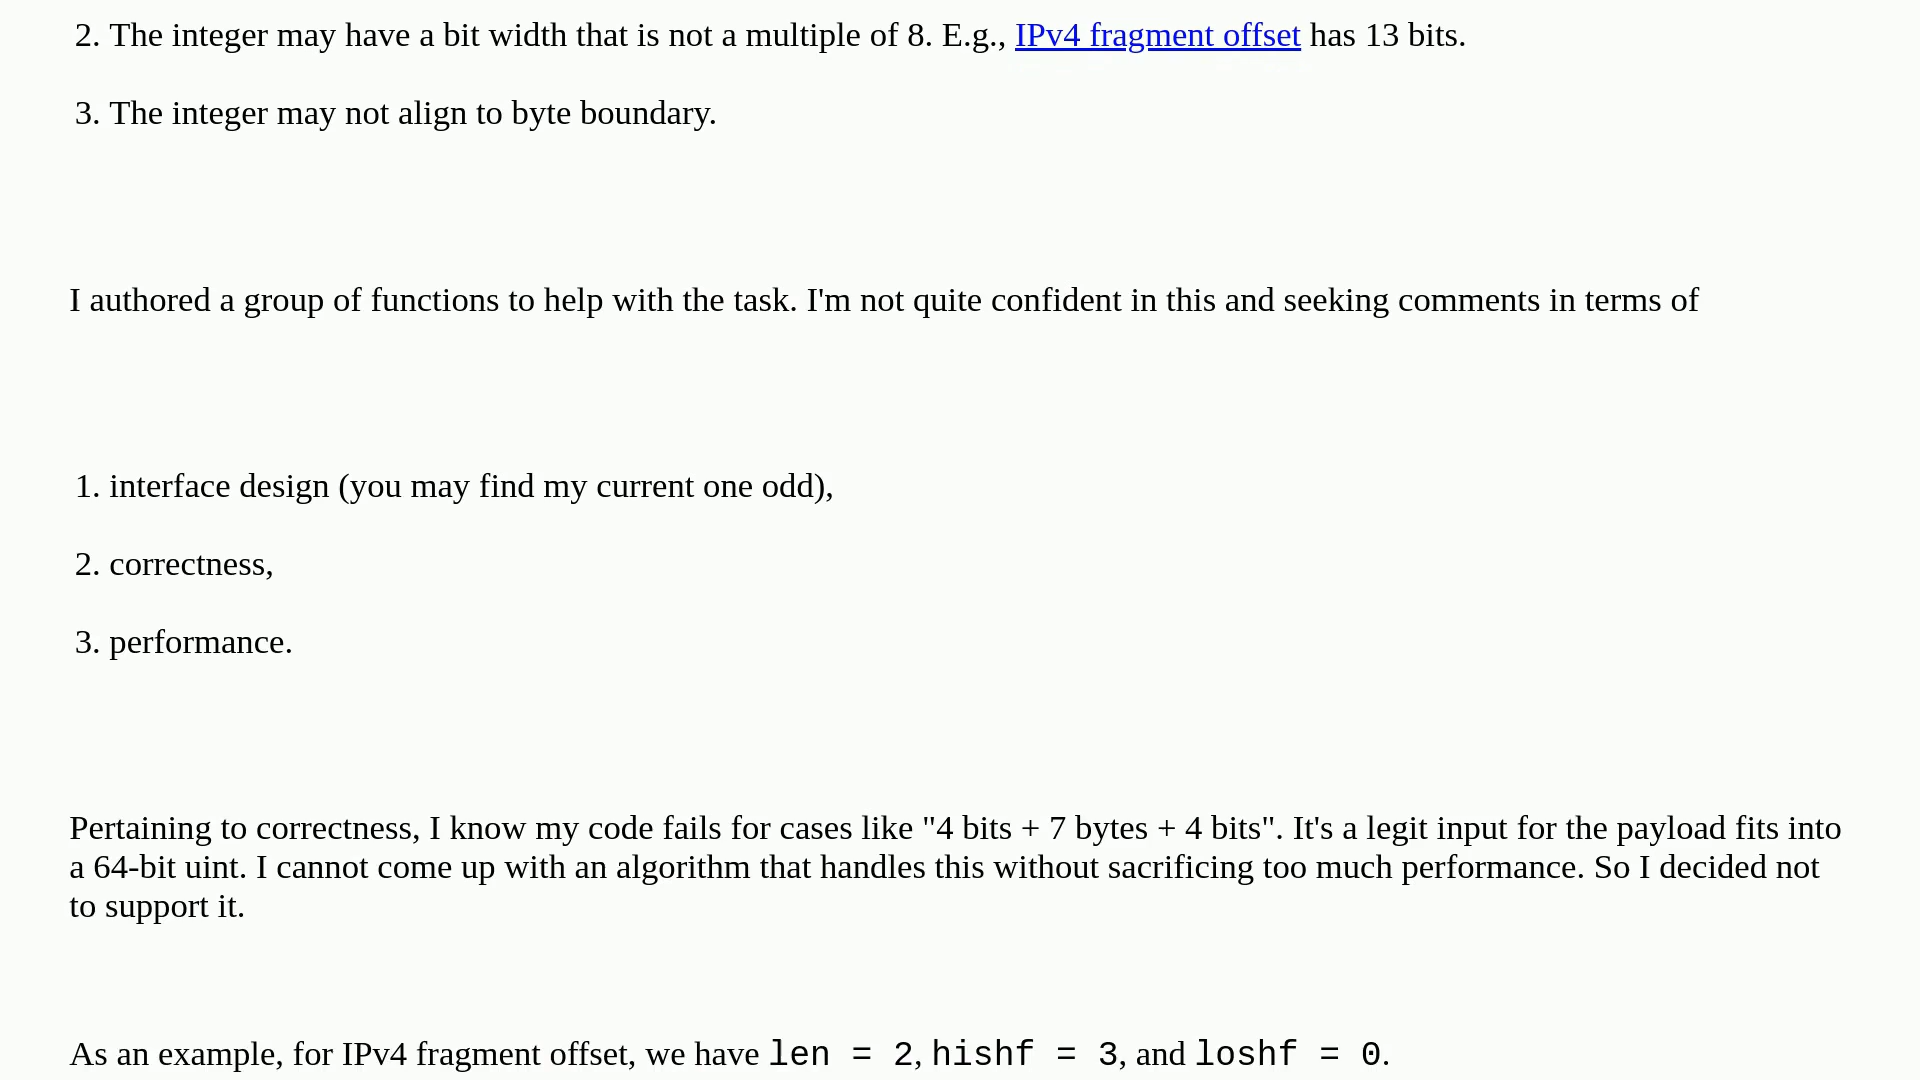 2. The integer may have a bit width that is not a multiple of 8. E.g., IPv4 fragment offset has 13 bits.
3. The integer may not align to byte boundary.
I authored a group of functions to help with the task. I'm not quite confident in this and seeking comments in terms of
1. interface design (you may find my current one odd),
2. correctness,
3. performance.
Pertaining to correctness, I know my code fails for cases like "4 bits + 7 bytes + 4 bits". It's a legit input for the payload fits into
a 64-bit uint. I cannot come up with an algorithm that handles this without sacrificing too much performance. So I decided not
to support it.
As an example, for IPv4 fragment offset, we have len = 2, hishf = 3, and loshf = 0.